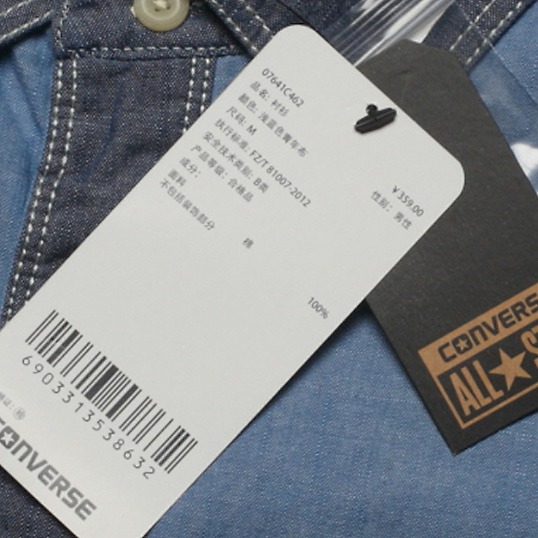 07641C462
品名: 衬衫
颜色: 浅蓝色青年布
尺码: M
执行标准: FZ/T 81007-2012
安全技术类别: B类
产品等级: 合格品
成分:
面料
不包括装饰部分
棉
100%
¥359.00
性别: 男性
6903313538632
CONVERSE
CONVERS
ALL ST